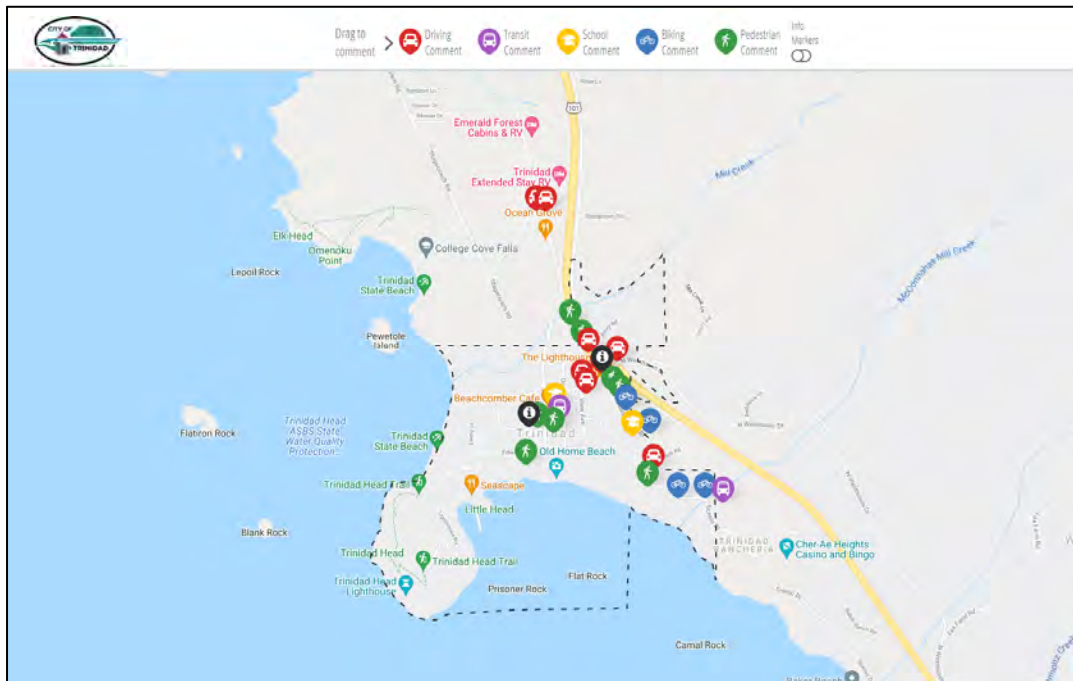 CITY OF
TRINIDAD
Drag to
comment
Driving
Comment
Transit
Comment
School
Comment
Biking
Comment
Pedestrian
Comment
Info
Markers
101
Emerald Forest
Cabins & RV
Mill Creek
Trinidad
Extended Stay RV
Ocean Grove
Stagecoach Rd
McConnahas Mill Creek
Elk Head
Omenoku
Point
College Cove Falls
Lepoil Rock
Trinidad
State Beach
Pewetole
Island
The Lighthouse
Beachcomber Cafe
Trinidad Head
ASBS State
Water Quality
Protection...
Flatiron Rock
Trinidad
Trinidad
State Beach
Old Home Beach
Trinidad Head Trail
Seascape
Little Head
Blank Rock
TRINIDAD
RANCHERIA
Cher-Ae Heights
Casino and Bingo
Trinidad Head
Trinidad Head Trail
Flat Rock
Trinidad Head
Lighthouse
Prisoner Rock
Camal Rock
Baker Beach